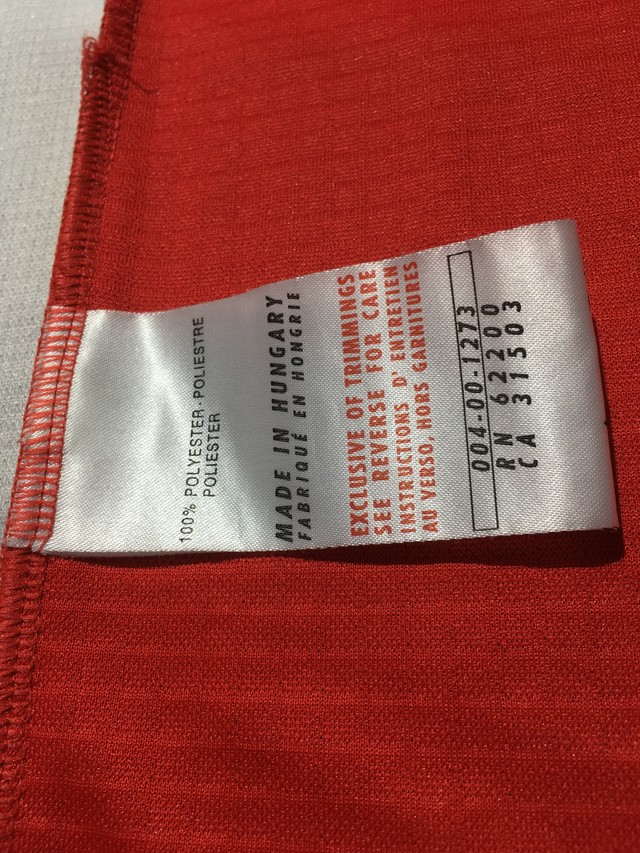 100% POLYESTER·POLIESTRE
POLIESTER
MADE IN HUNGARY
FABRIQUÉ EN HONGRIE
EXCLUSIVE OF TRIMMINGS
SEE REVERSE FOR CARE
INSTRUCTIONS D' ENTRETIEN
AU VERSO, HORS GARNITURES
004-00-1273
RN 62200
CA 31503